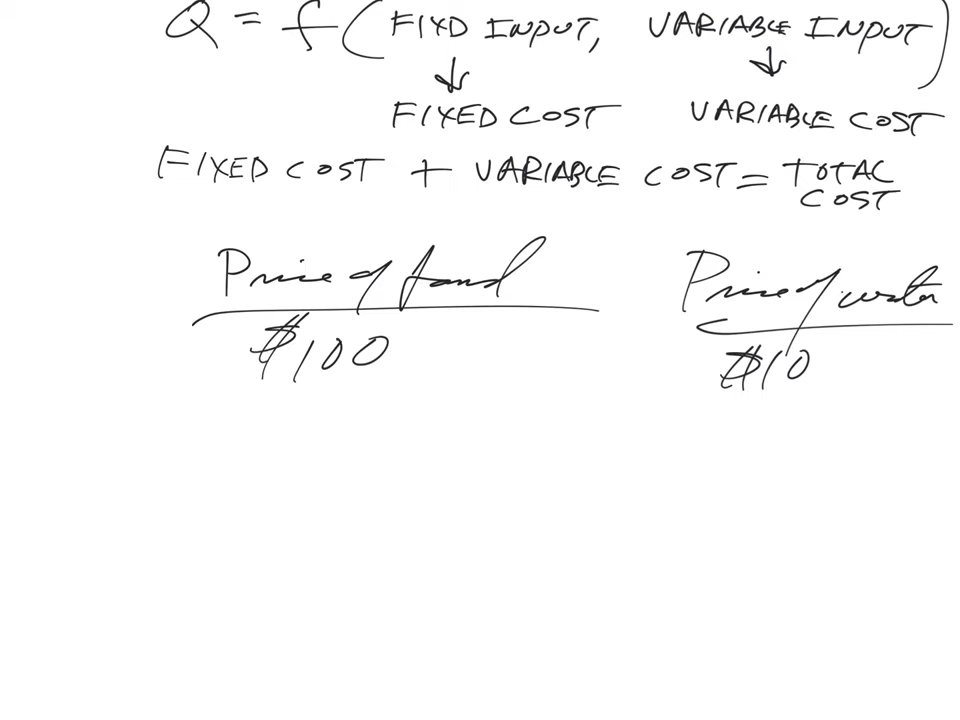 Q = f(FIXD INPUT, VARIABLE INPUT)
↓ ↓
FIXED COST VARIABLE COST
FIXED COST + VARIABLE COST = TOTAL COST
Price of land Price of water
$100 $10